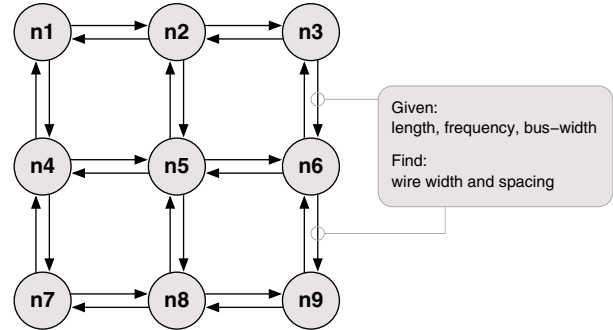 n1
n2
n3
Given:
length, frequency, bus−width
Find:
wire width and spacing
n4
n5
n6
n7
n8
n9